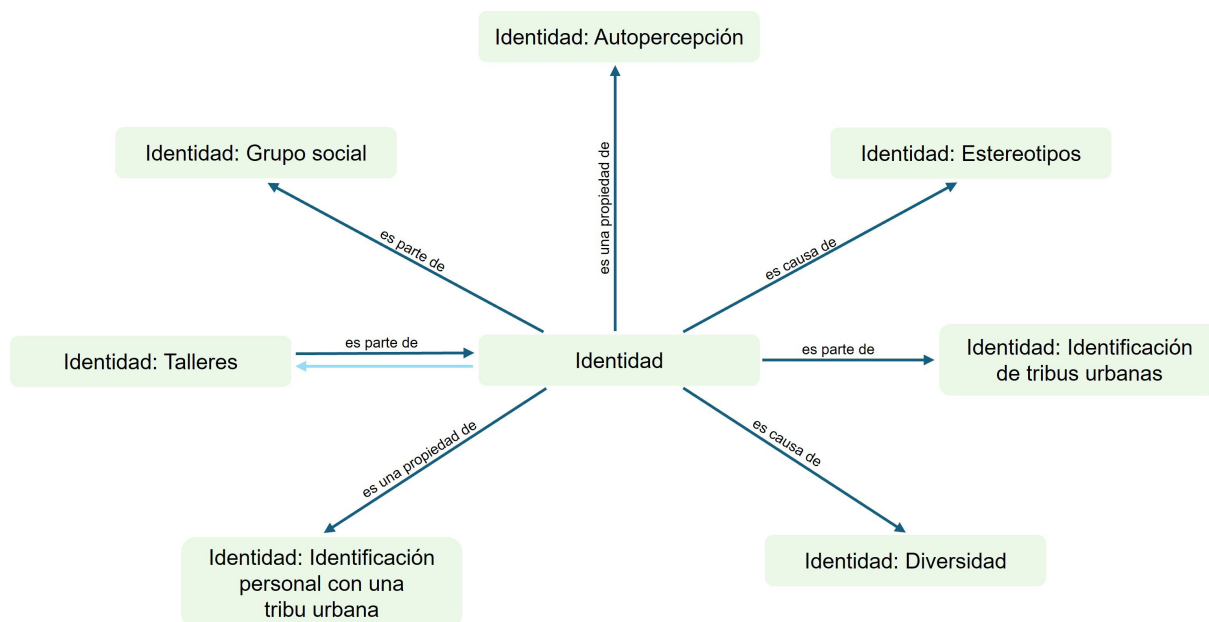 Identidad: Autopercepción
Identidad: Grupo social
Identidad: Estereotipos
es una propiedad de
es parte de
es causa de
Identidad: Talleres
es parte de
Identidad
es parte de
Identidad: Identificación
de tribus urbanas
es una propiedad de
es causa de
Identidad: Identificación
personal con una
tribu urbana
Identidad: Diversidad